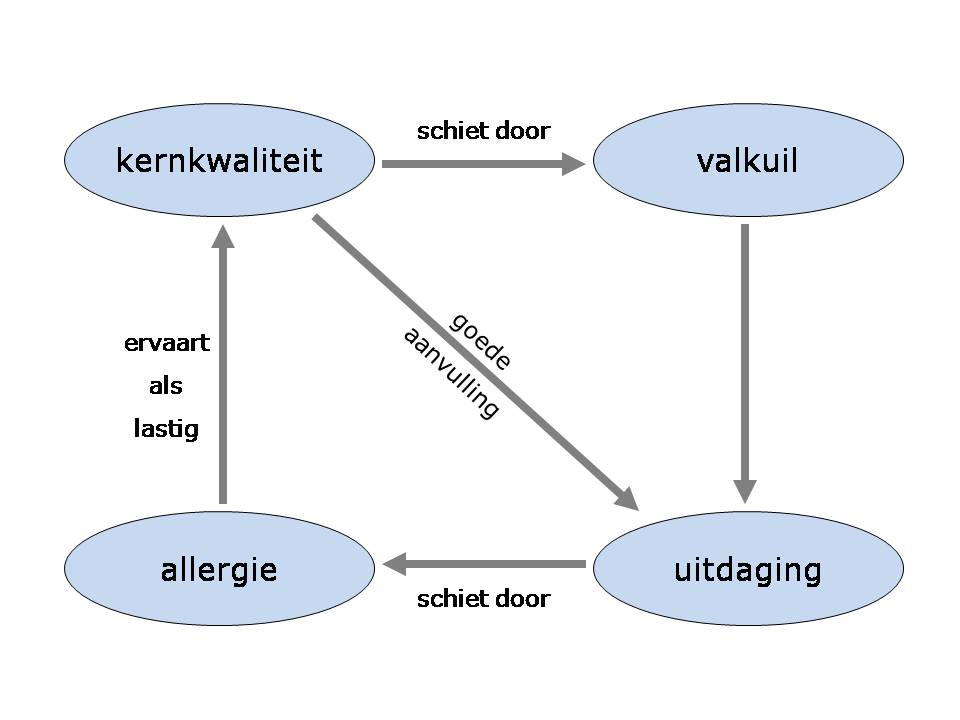 schiet door
kernkwaliteit
valkuil
goede
aanvulling
ervaart
als
lastig
allergie
uitdaging
schiet door